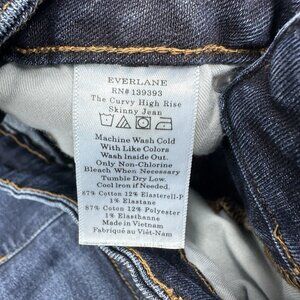 EVERLANE
RN# 139393
The Curvy High Rise
Skinny Jean
Machine Wash Cold
With Like Colors
Wash Inside Out.
Only Non-Chlorine
Bleach When Necessary
Tumble Dry Low.
Cool Iron if Needed.
87% Cotton 12% Elasterell-P
1% Elastane
87% Coton 12% Polyester
1% Elasthanne
Made in Vietnam
Fabriqué au Viêt-Nam